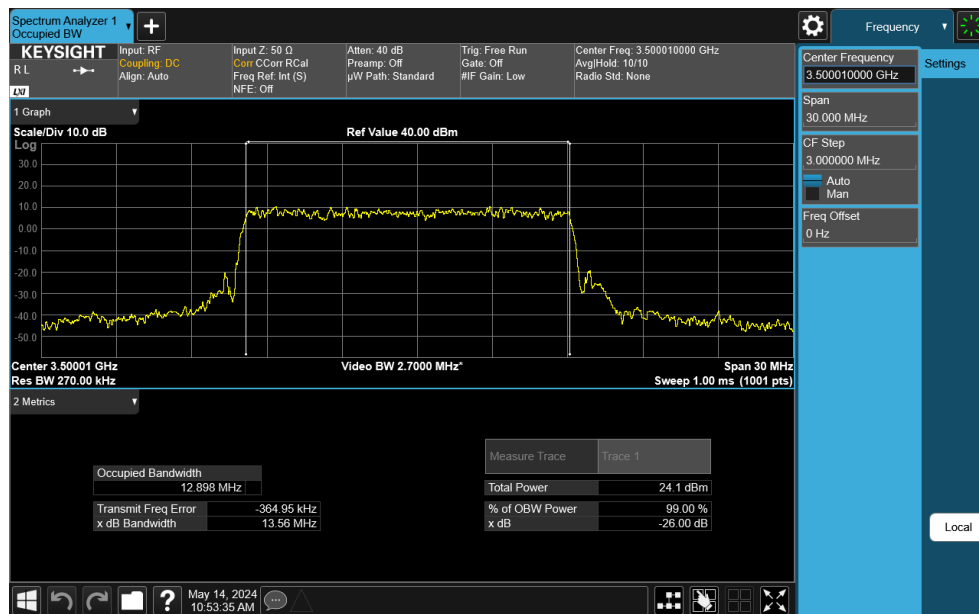 Spectrum Analyzer 1
Occupied BW
Frequency
KEYSIGHT
R L
LXI
Input: RF
Coupling: DC
Align: Auto
Input Z: 50 Ω
Corr CCorr RCal
Freq Ref: Int (S)
NFE: Off
Atten: 40 dB
Preamp: Off
µW Path: Standard
Trig: Free Run
Gate: Off
#IF Gain: Low
Center Freq: 3.500010000 GHz
Avg|Hold: 10/10
Radio Std: None
Center Frequency
3.500010000 GHz
Settings
Span
30.000 MHz
CF Step
3.000000 MHz
Auto
Man
Freq Offset
0 Hz
Local
1 Graph
Scale/Div 10.0 dB
Ref Value 40.00 dBm
Log
30.0
20.0
10.0
0.00
-10.0
-20.0
-30.0
-40.0
-50.0
Center 3.50001 GHz
Video BW 2.7000 MHz*
Span 30 MHz
Res BW 270.00 kHz
Sweep 1.00 ms (1001 pts)
2 Metrics
Measure Trace
Trace 1
Occupied Bandwidth
12.898 MHz
Total Power
24.1 dBm
Transmit Freq Error
-364.95 kHz
% of OBW Power
99.00 %
x dB Bandwidth
13.56 MHz
x dB
-26.00 dB
May 14, 2024
10:53:35 AM